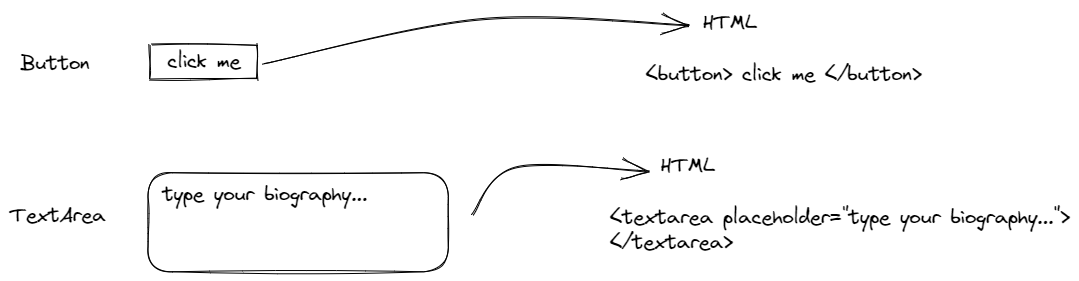 HTML
Button
click me
<button> click me </button>
HTML
type your biography...
TextArea
<textarea placeholder="type your biography...">
</textarea>